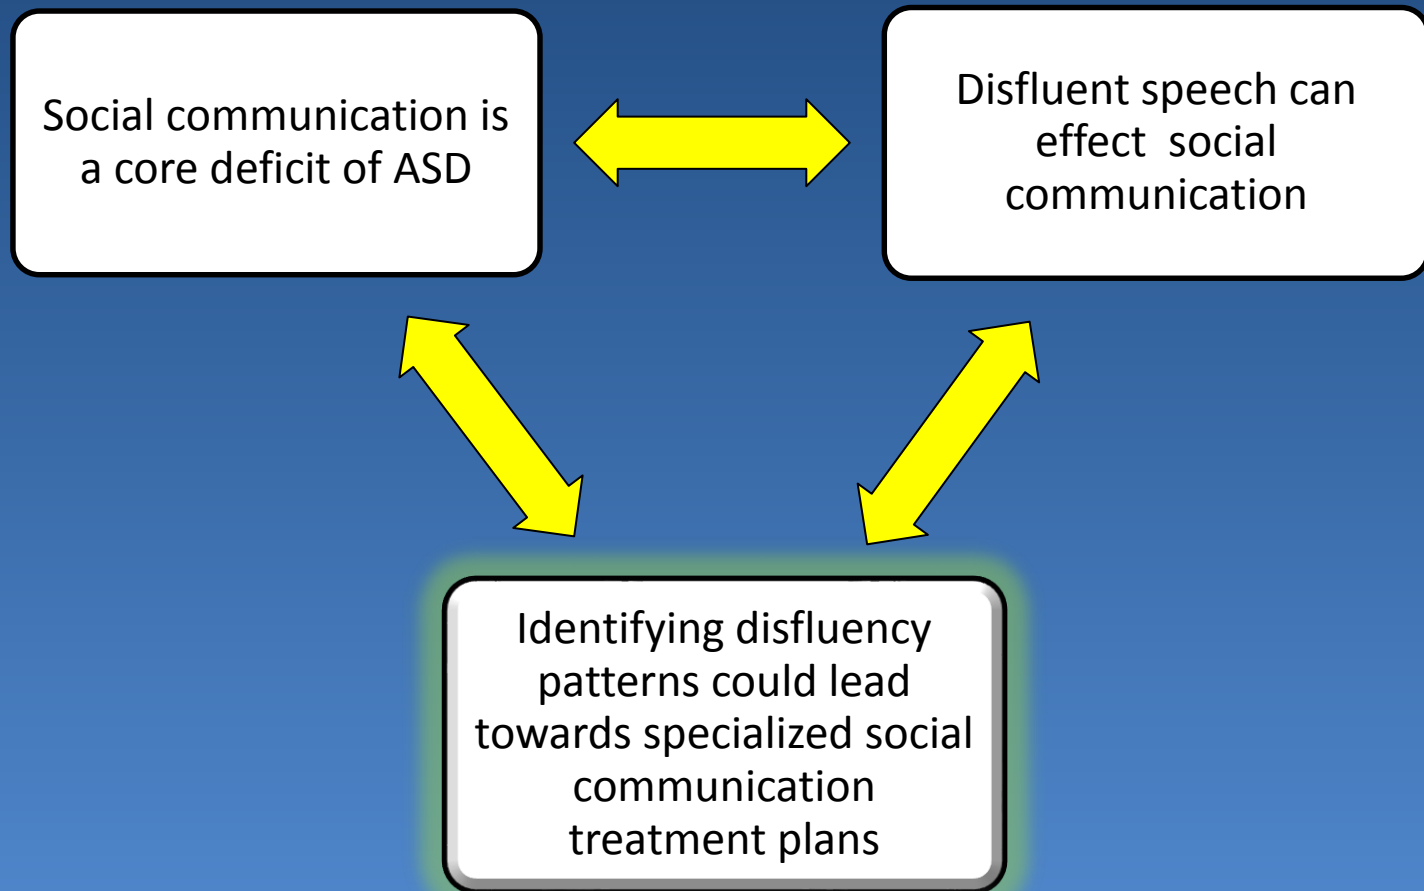 Social communication is
a core deficit of ASD
Disfluent speech can
effect  social
communication
Identifying disfluency
patterns could lead
towards specialized social
communication
treatment plans